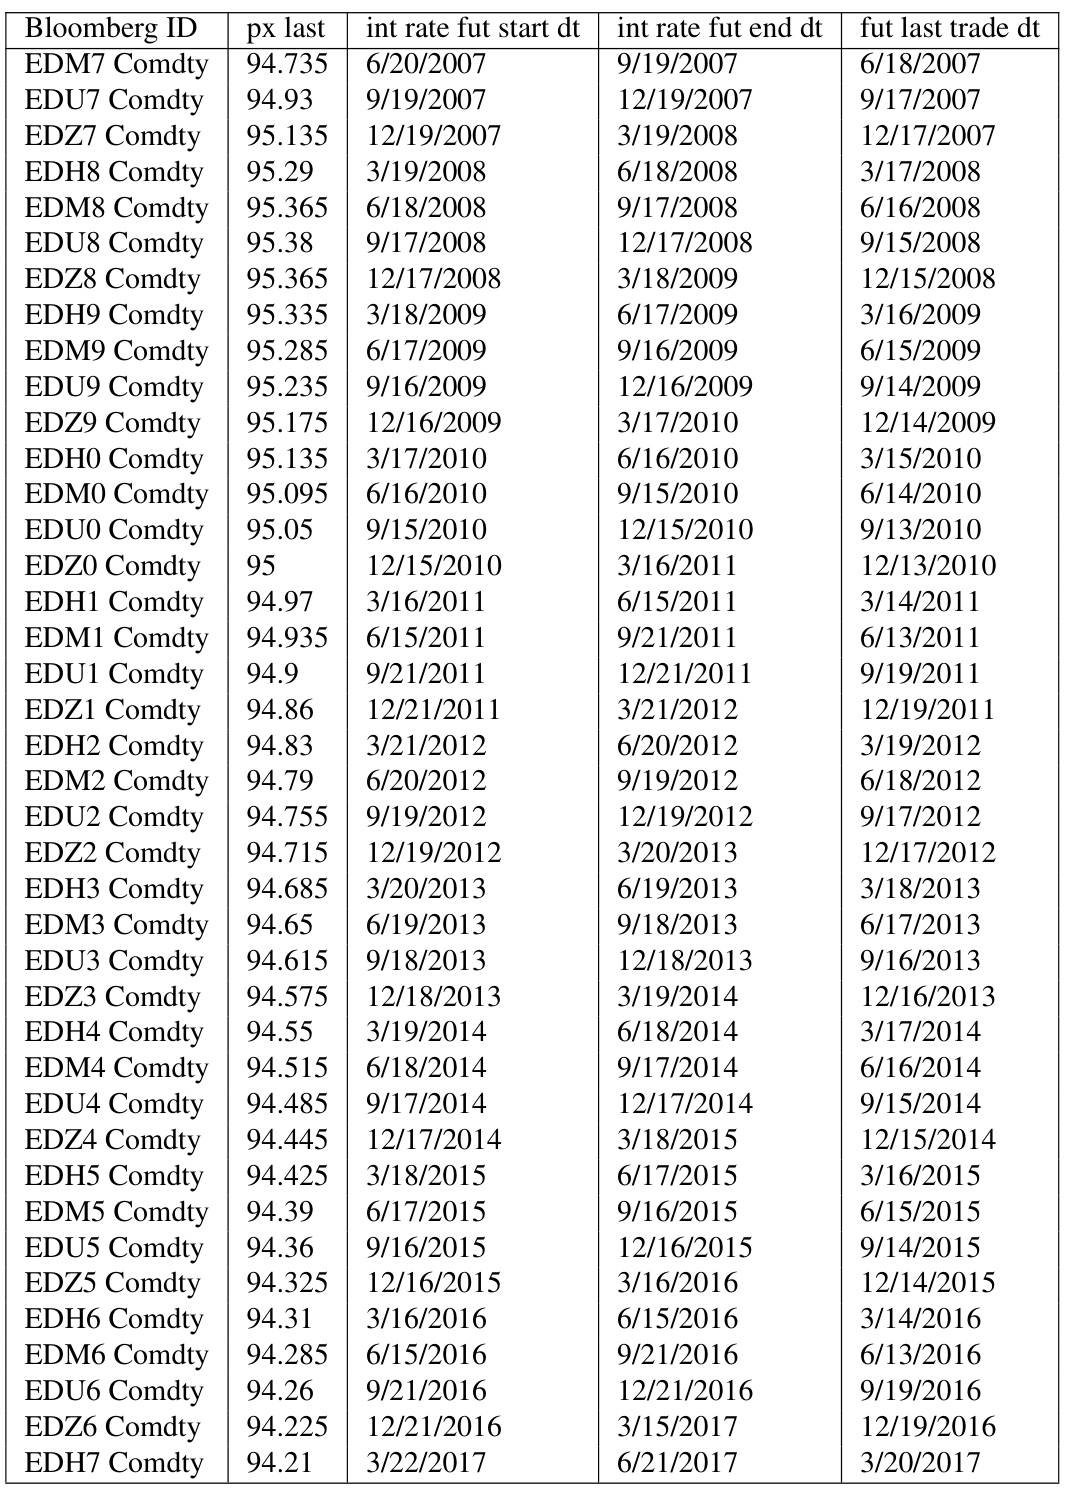 Bloomberg ID px last int rate fut start dt int rate fut end dt fut last trade dt
EDM7 Comdty 94.735 6/20/2007 9/19/2007 6/18/2007
EDU7 Comdty 94.93 9/19/2007 12/19/2007 9/17/2007
EDZ7 Comdty 95.135 12/19/2007 3/19/2008 12/17/2007
EDH8 Comdty 95.29 3/19/2008 6/18/2008 3/17/2008
EDM8 Comdty 95.365 6/18/2008 9/17/2008 6/16/2008
EDU8 Comdty 95.38 9/17/2008 12/17/2008 9/15/2008
EDZ8 Comdty 95.365 12/17/2008 3/18/2009 12/15/2008
EDH9 Comdty 95.335 3/18/2009 6/17/2009 3/16/2009
EDM9 Comdty 95.285 6/17/2009 9/16/2009 6/15/2009
EDU9 Comdty 95.235 9/16/2009 12/16/2009 9/14/2009
EDZ9 Comdty 95.175 12/16/2009 3/17/2010 12/14/2009
EDH0 Comdty 95.135 3/17/2010 6/16/2010 3/15/2010
EDM0 Comdty 95.095 6/16/2010 9/15/2010 6/14/2010
EDU0 Comdty 95.05 9/15/2010 12/15/2010 9/13/2010
EDZ0 Comdty 95 12/15/2010 3/16/2011 12/13/2010
EDH1 Comdty 94.97 3/16/2011 6/15/2011 3/14/2011
EDM1 Comdty 94.935 6/15/2011 9/21/2011 6/13/2011
EDU1 Comdty 94.9 9/21/2011 12/21/2011 9/19/2011
EDZ1 Comdty 94.86 12/21/2011 3/21/2012 12/19/2011
EDH2 Comdty 94.83 3/21/2012 6/20/2012 3/19/2012
EDM2 Comdty 94.79 6/20/2012 9/19/2012 6/18/2012
EDU2 Comdty 94.755 9/19/2012 12/19/2012 9/17/2012
EDZ2 Comdty 94.715 12/19/2012 3/20/2013 12/17/2012
EDH3 Comdty 94.685 3/20/2013 6/19/2013 3/18/2013
EDM3 Comdty 94.65 6/19/2013 9/18/2013 6/17/2013
EDU3 Comdty 94.615 9/18/2013 12/18/2013 9/16/2013
EDZ3 Comdty 94.575 12/18/2013 3/19/2014 12/16/2013
EDH4 Comdty 94.55 3/19/2014 6/18/2014 3/17/2014
EDM4 Comdty 94.515 6/18/2014 9/17/2014 6/16/2014
EDU4 Comdty 94.485 9/17/2014 12/17/2014 9/15/2014
EDZ4 Comdty 94.445 12/17/2014 3/18/2015 12/15/2014
EDH5 Comdty 94.425 3/18/2015 6/17/2015 3/16/2015
EDM5 Comdty 94.39 6/17/2015 9/16/2015 6/15/2015
EDU5 Comdty 94.36 9/16/2015 12/16/2015 9/14/2015
EDZ5 Comdty 94.325 12/16/2015 3/16/2016 12/14/2015
EDH6 Comdty 94.31 3/16/2016 6/15/2016 3/14/2016
EDM6 Comdty 94.285 6/15/2016 9/21/2016 6/13/2016
EDU6 Comdty 94.26 9/21/2016 12/21/2016 9/19/2016
EDZ6 Comdty 94.225 12/21/2016 3/15/2017 12/19/2016
EDH7 Comdty 94.21 3/22/2017 6/21/2017 3/20/2017